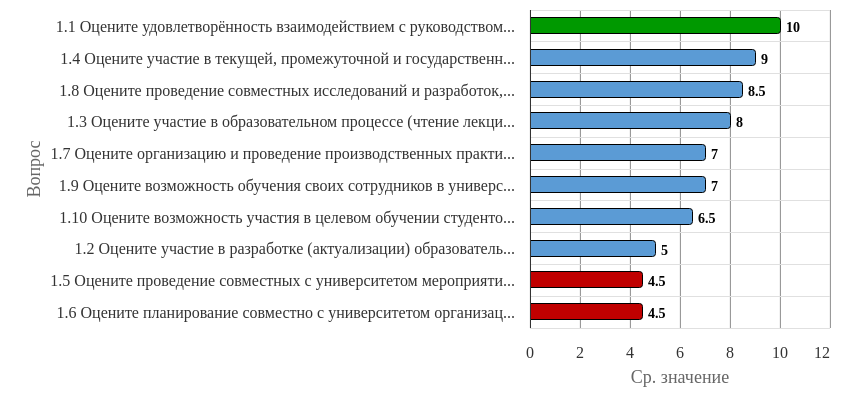 1.1 Оцените удовлетворённость взаимодействием с руководством... 10
1.4 Оцените участие в текущей, промежуточной и государственн... 9
1.8 Оцените проведение совместных исследований и разработок,... 8.5
1.3 Оцените участие в образовательном процессе (чтение лекци... 8
1.7 Оцените организацию и проведение производственных практи... 7
1.9 Оцените возможность обучения своих сотрудников в универс... 7
1.10 Оцените возможность участия в целевом обучении студенто... 6.5
1.2 Оцените участие в разработке (актуализации) образователь... 5
1.5 Оцените проведение совместных с университетом мероприяти... 4.5
1.6 Оцените планирование совместно с университетом организац... 4.5
Вопрос
0 2 4 6 8 10 12
Ср. значение